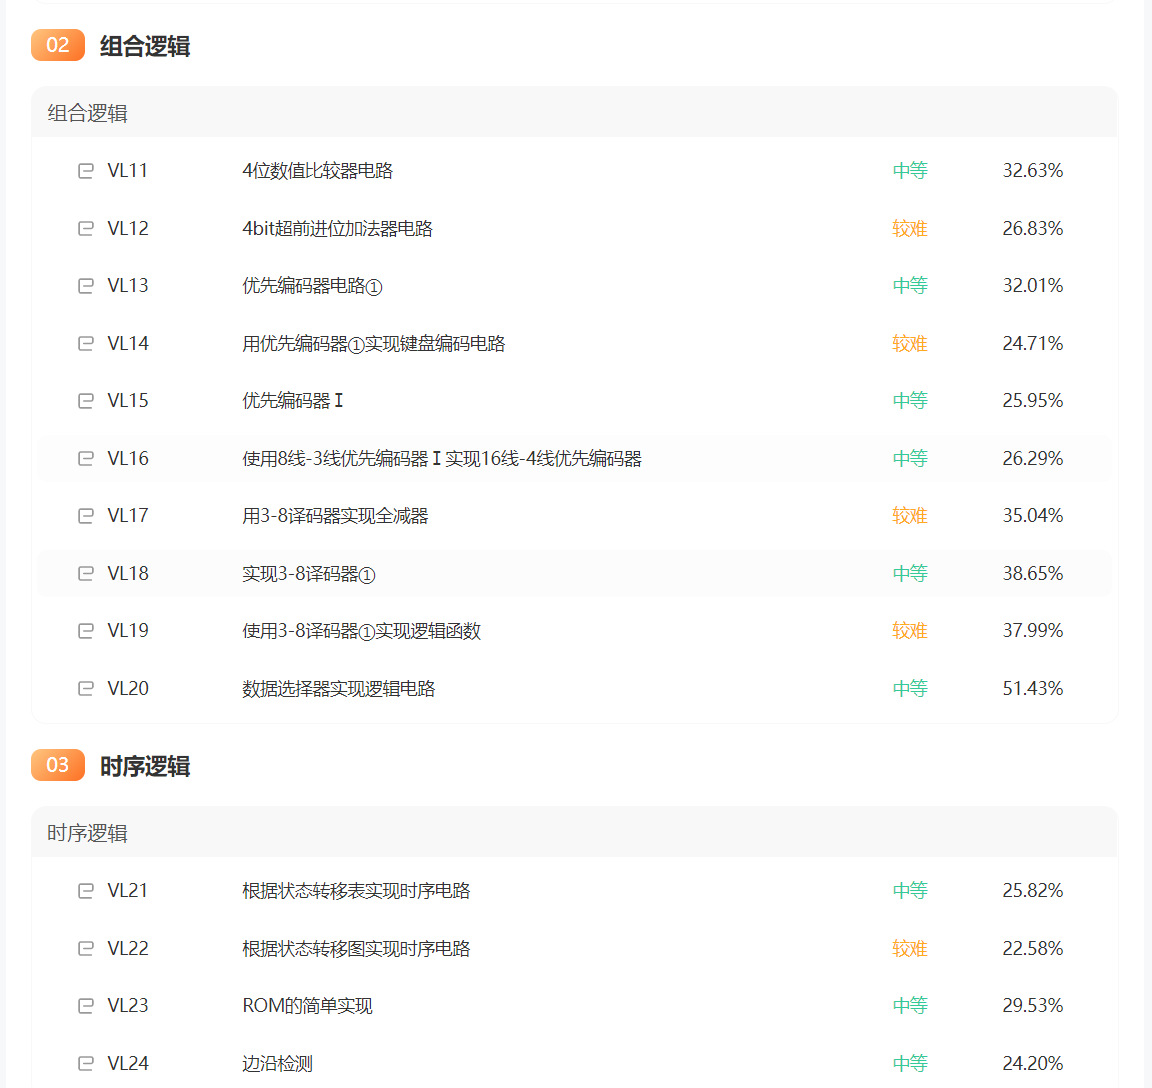 02 组合逻辑
组合逻辑
VL11 4位数值比较器电路 中等 32.63%
VL12 4bit超前进位加法器电路 较难 26.83%
VL13 优先编码器电路① 中等 32.01%
VL14 用优先编码器①实现键盘编码电路 较难 24.71%
VL15 优先编码器Ⅰ 中等 25.95%
VL16 使用8线-3线优先编码器Ⅰ实现16线-4线优先编码器 中等 26.29%
VL17 用3-8译码器实现全减器 较难 35.04%
VL18 实现3-8译码器① 中等 38.65%
VL19 使用3-8译码器①实现逻辑函数 较难 37.99%
VL20 数据选择器实现逻辑电路 中等 51.43%
03 时序逻辑
时序逻辑
VL21 根据状态转移表实现时序电路 中等 25.82%
VL22 根据状态转移图实现时序电路 较难 22.58%
VL23 ROM的简单实现 中等 29.53%
VL24 边沿检测 中等 24.20%